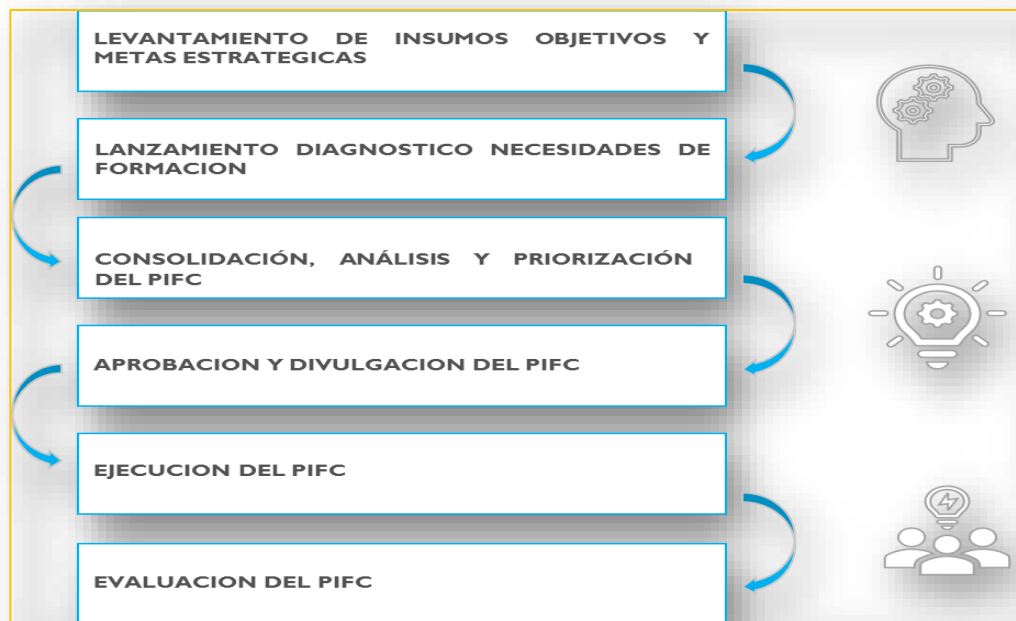 LEVANTAMIENTO DE INSUMOS OBJETIVOS Y
METAS ESTRATEGICAS
LANZAMIENTO DIAGNOSTICO NECESIDADES DE
FORMACION
CONSOLIDACIÓN, ANÁLISIS Y PRIORIZACIÓN
DEL PIFC
APROBACION Y DIVULGACION DEL PIFC
EJECUCION DEL PIFC
EVALUACION DEL PIFC